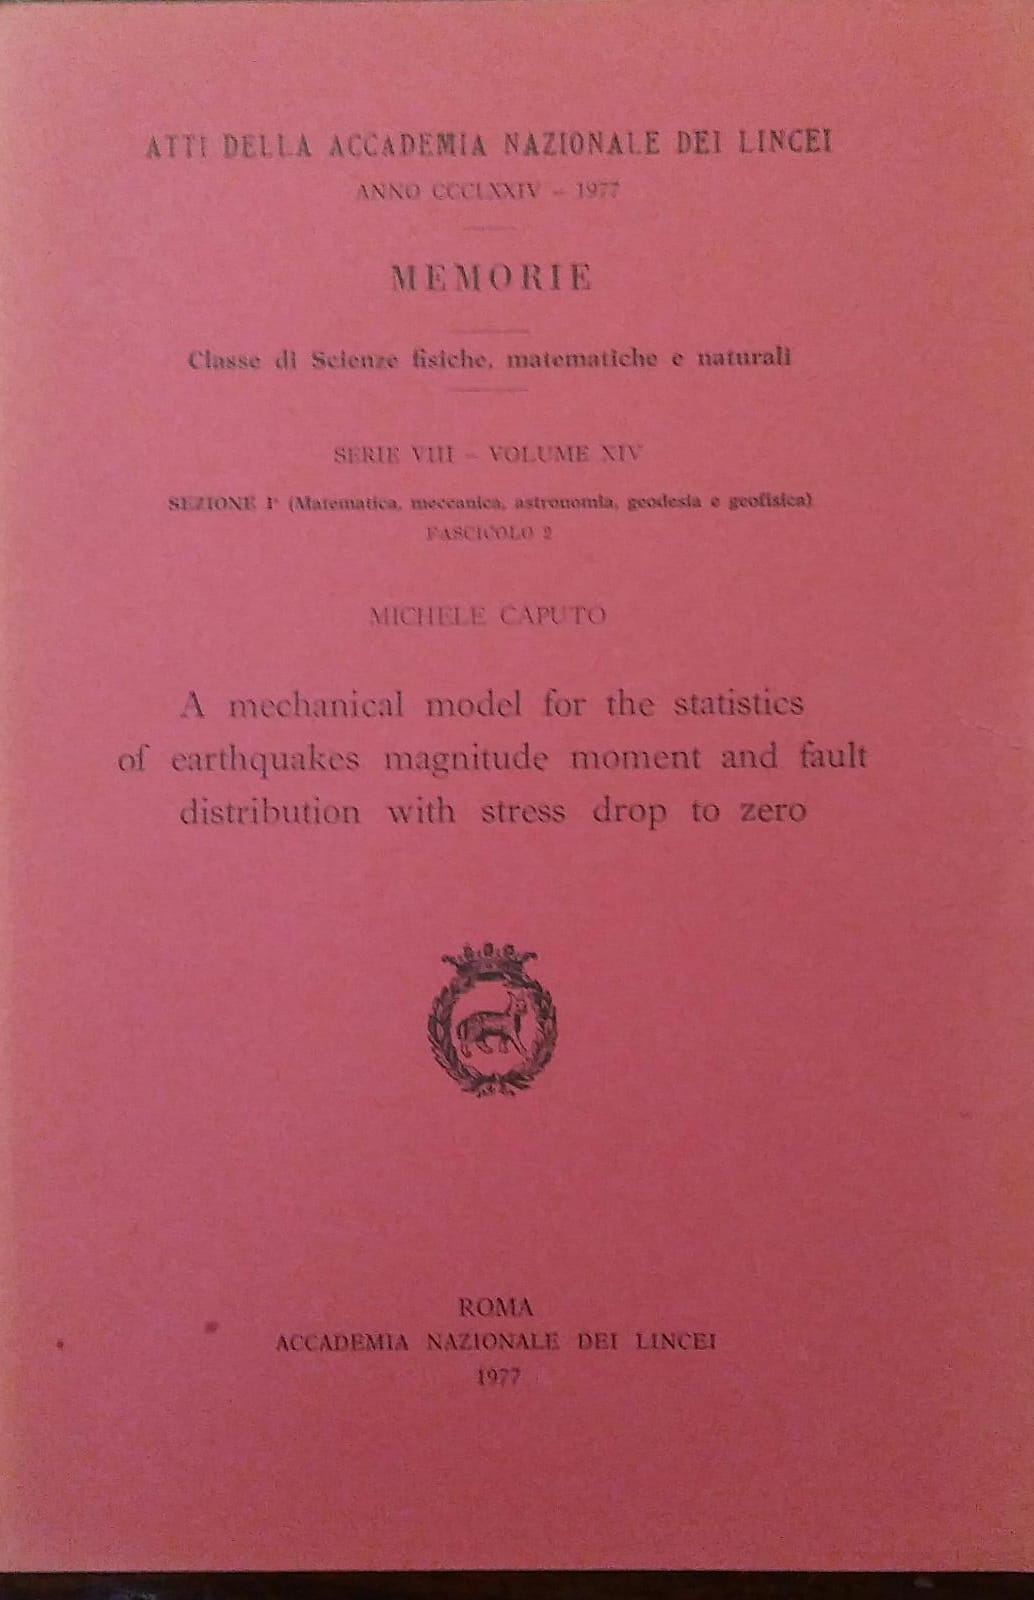 ATTI DELLA ACCADEMIA NAZIONALE DEI LINCEI
ANNO CCCLXXIV – 1977
MEMORIE
Classe di Scienze fisiche, matematiche e naturali
SERIE VIII – VOLUME XIV
SEZIONE Iª (Matematica, meccanica, astronomia, geodesia e geofisica)
FASCICOLO 2
MICHELE CAPUTO
A mechanical model for the statistics
of earthquakes magnitude moment and fault
distribution with stress drop to zero
ROMA
ACCADEMIA NAZIONALE DEI LINCEI
1977